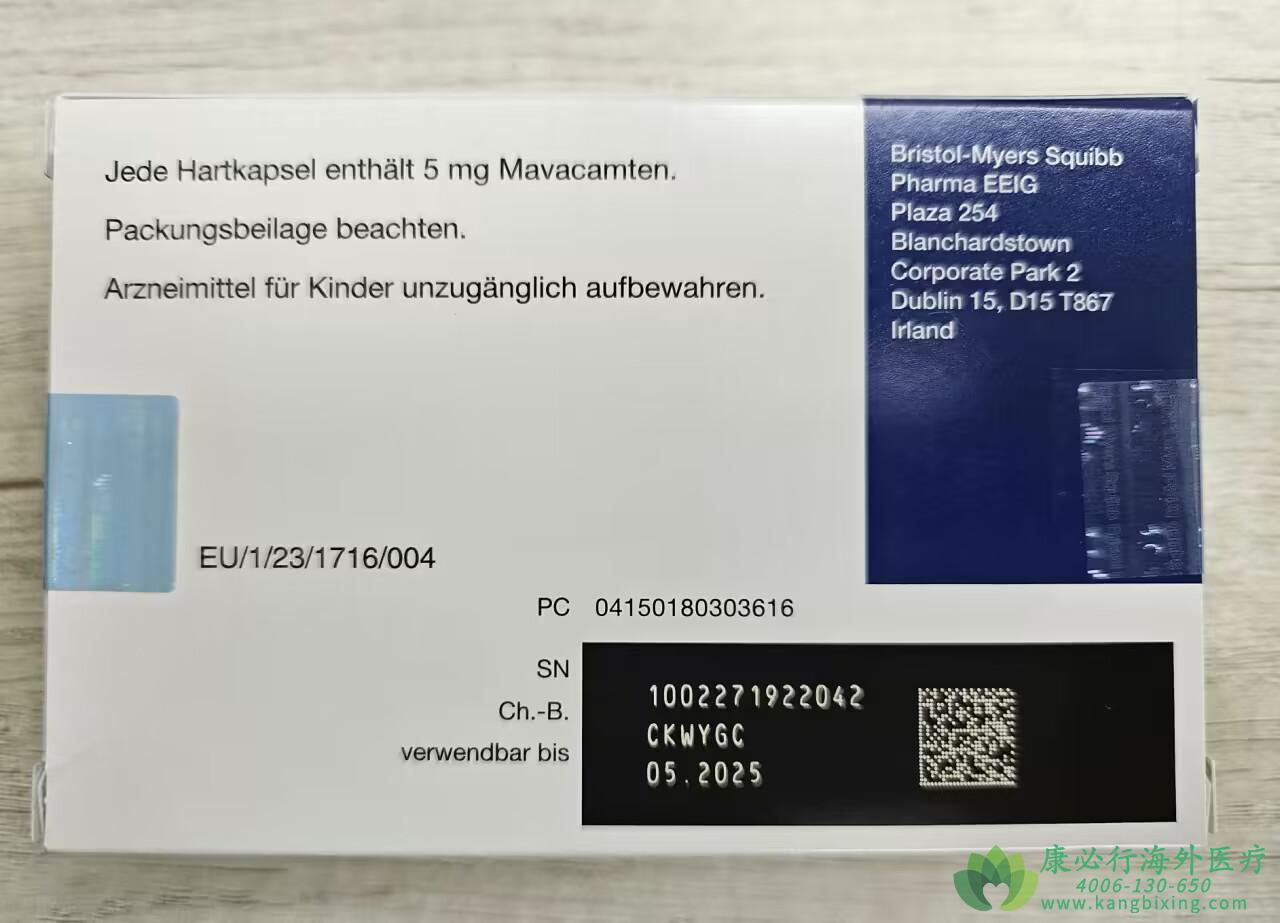 Jede Hartkapsel enthält 5 mg Mavacamten.
Packungsbeilage beachten.
Arzneimittel für Kinder unzugänglich aufbewahren.
Bristol-Myers Squibb
Pharma EEIG
Plaza 254
Blanchardstown
Corporate Park 2
Dublin 15, D15 T867
Irland
EU/1/23/1716/004
PC 04150180303616
SN 1002271922042
Ch.-B. CKWYGC
verwendbar bis 05.2025
康必行海外医疗
4006-130-650
www.kangbixing.com